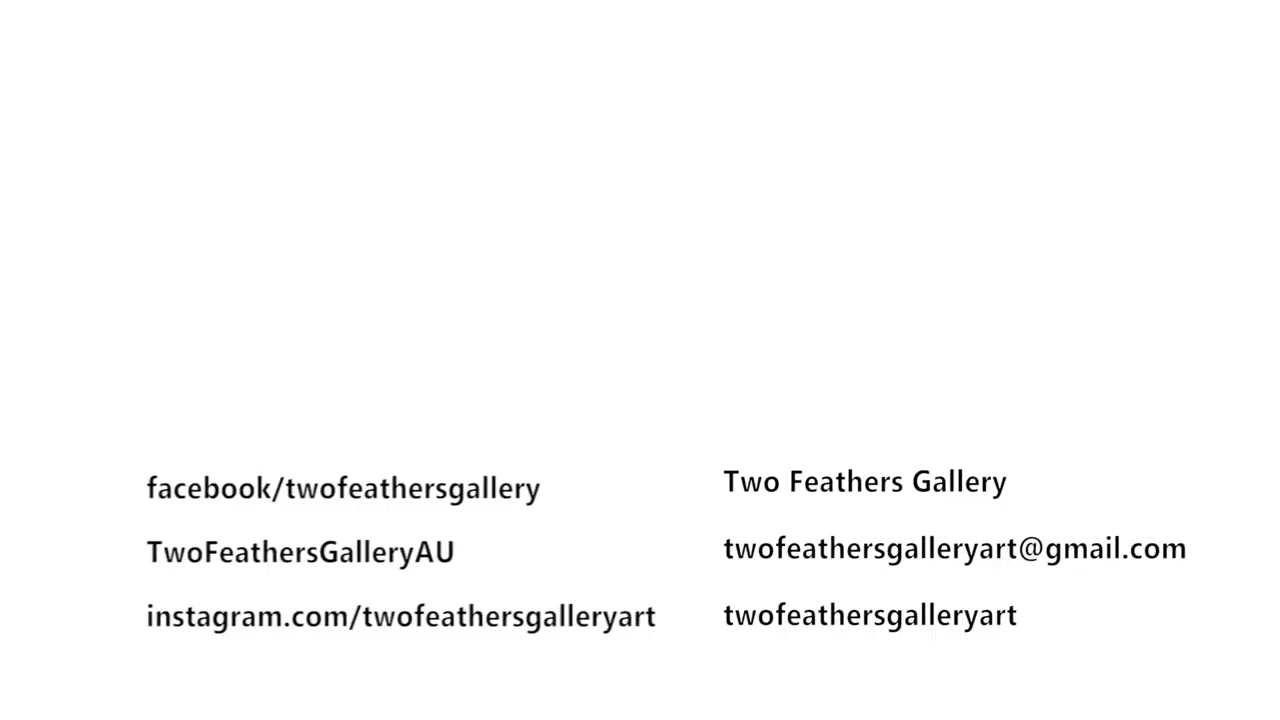 facebook/twofeathersgallery
TwoFeathersGalleryAU
instagram.com/twofeathersgalleryart
Two Feathers Gallery
twofeathersgalleryart@gmail.com
twofeathersgalleryart